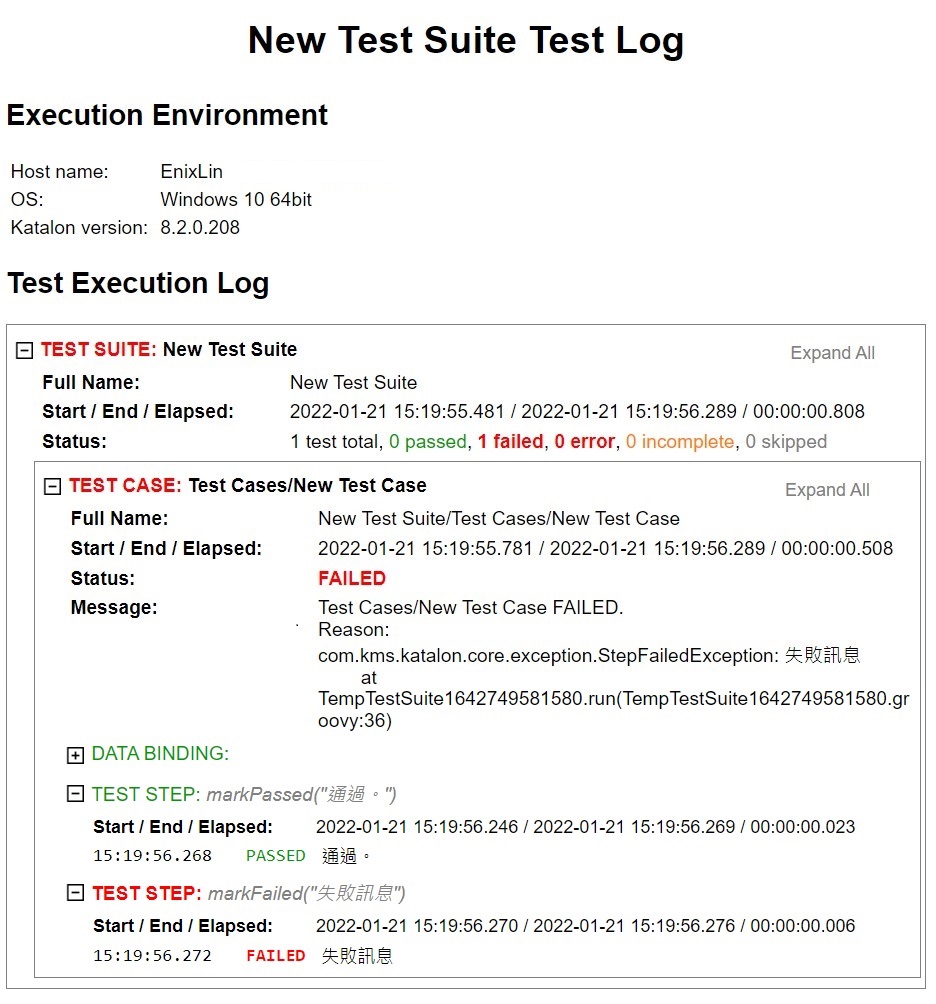 New Test Suite Test Log
Execution Environment
Host name: EnixLin
OS: Windows 10 64bit
Katalon version: 8.2.0.208
Test Execution Log
TEST SUITE: New Test Suite Expand All
Full Name: New Test Suite
Start / End / Elapsed: 2022-01-21 15:19:55.481 / 2022-01-21 15:19:56.289 / 00:00:00.808
Status: 1 test total, 0 passed, 1 failed, 0 error, 0 incomplete, 0 skipped
TEST CASE: Test Cases/New Test Case Expand All
Full Name: New Test Suite/Test Cases/New Test Case
Start / End / Elapsed: 2022-01-21 15:19:55.781 / 2022-01-21 15:19:56.289 / 00:00:00.508
Status: FAILED
Message: Test Cases/New Test Case FAILED.
Reason:
com.kms.katalon.core.exception.StepFailedException: 失敗訊息
at
TempTestSuite1642749581580.run(TempTestSuite1642749581580.gr
oovy:36)
DATA BINDING:
TEST STEP: markPassed("通過。")
Start / End / Elapsed: 2022-01-21 15:19:56.246 / 2022-01-21 15:19:56.269 / 00:00:00.023
15:19:56.268 PASSED 通過。
TEST STEP: markFailed("失敗訊息")
Start / End / Elapsed: 2022-01-21 15:19:56.270 / 2022-01-21 15:19:56.276 / 00:00:00.006
15:19:56.272 FAILED 失敗訊息